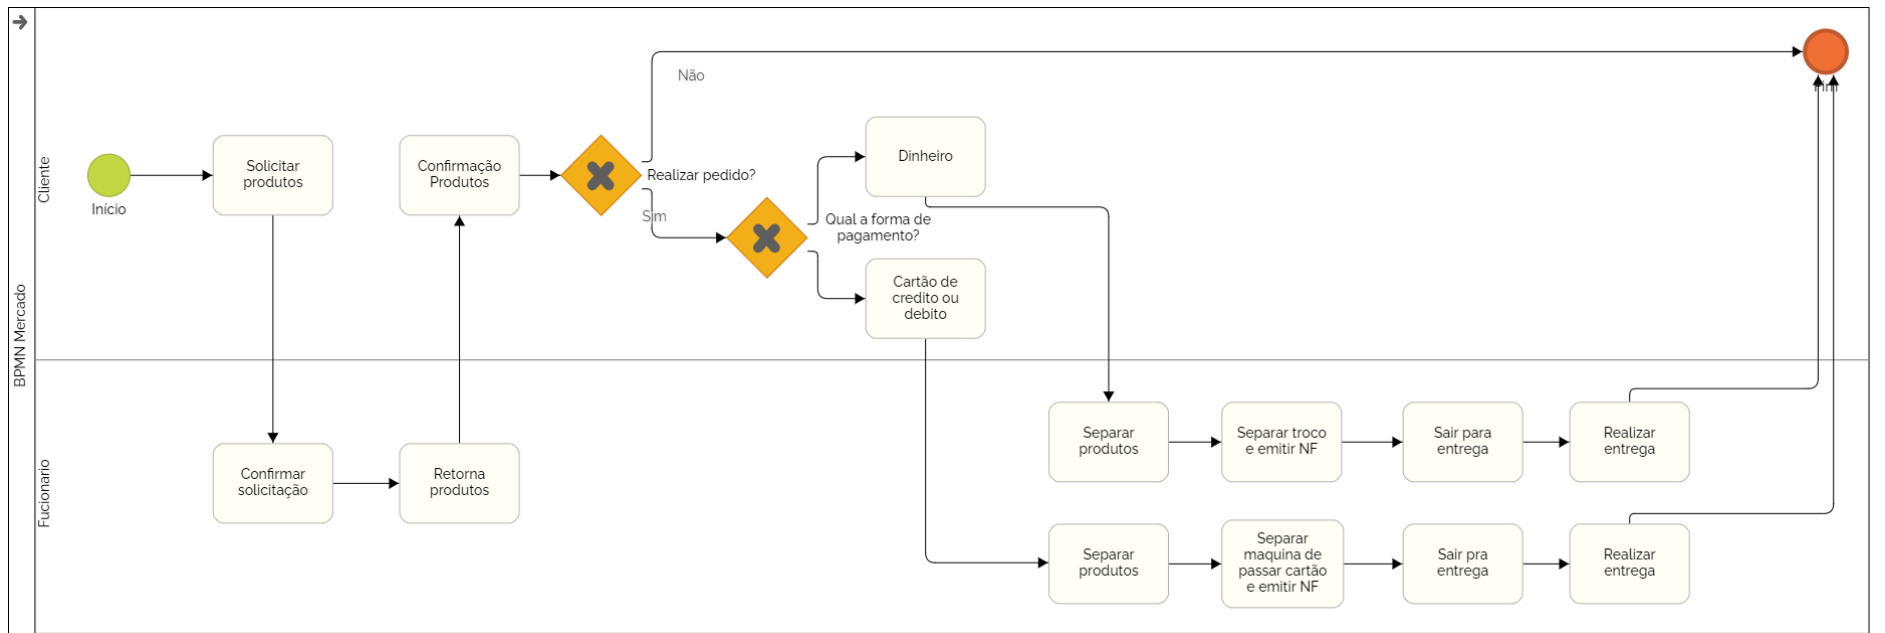 BPMN Mercado
Cliente
Início
Solicitar
produtos
Confirmação
Produtos
Realizar pedido?
Não
Sim
Qual a forma de
pagamento?
Dinheiro
Cartão de
credito ou
debito
Fucionario
Confirmar
solicitação
Retorna
produtos
Separar
produtos
Separar troco
e emitir NF
Sair para
entrega
Realizar
entrega
Separar
produtos
Separar
maquina de
passar cartão
e emitir NF
Sair pra
entrega
Realizar
entrega